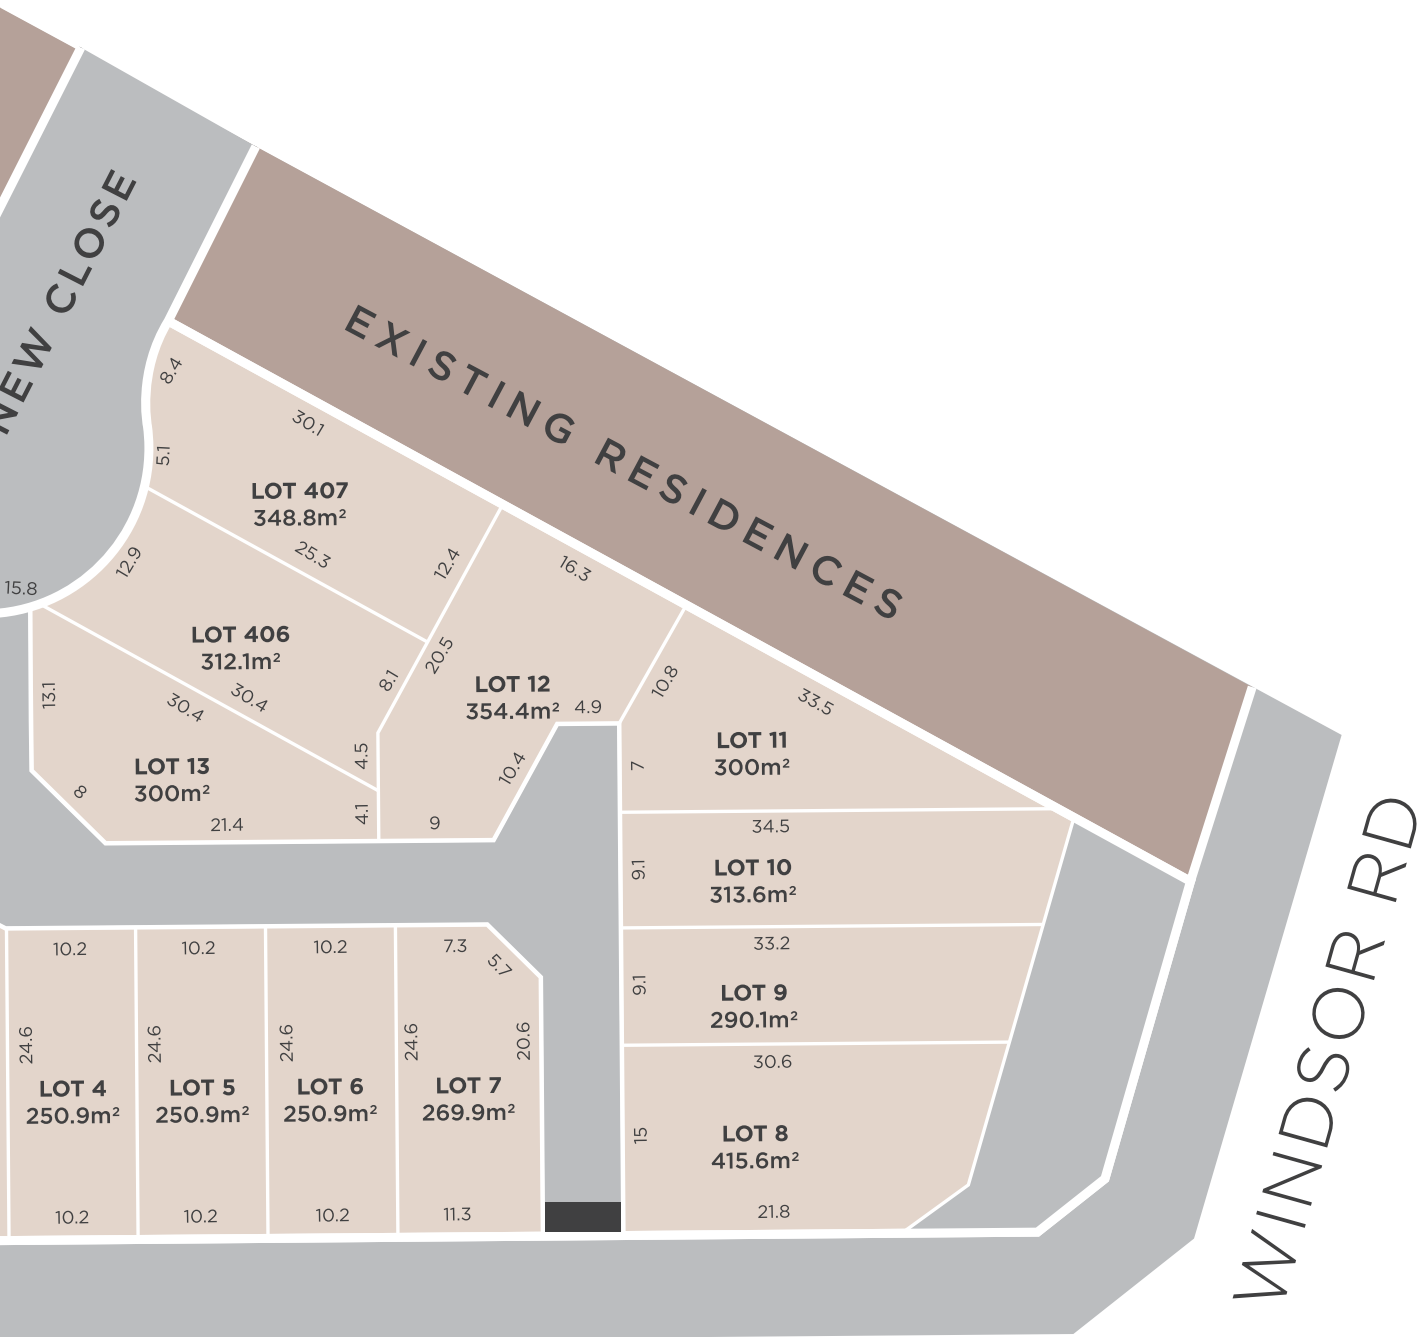 NEW CLOSE
EXISTING RESIDENCES
8.4
30.1
5.1
LOT 407
348.8m²
25.3
12.4
12.9
15.8
LOT 406
312.1m²
30.4
8.1
16.3
20.5
LOT 12
354.4m²
4.9
10.4
9
4.5
4.1
13.1
30.4
LOT 13
300m²
8
21.4
10.8
33.5
7
LOT 11
300m²
34.5
9.1
LOT 10
313.6m²
33.2
9.1
LOT 9
290.1m²
30.6
15
LOT 8
415.6m²
21.8
10.2
24.6
LOT 4
250.9m²
10.2
10.2
24.6
LOT 5
250.9m²
10.2
10.2
24.6
LOT 6
250.9m²
10.2
7.3
5.7
24.6
20.6
LOT 7
269.9m²
11.3
WINDSOR RD